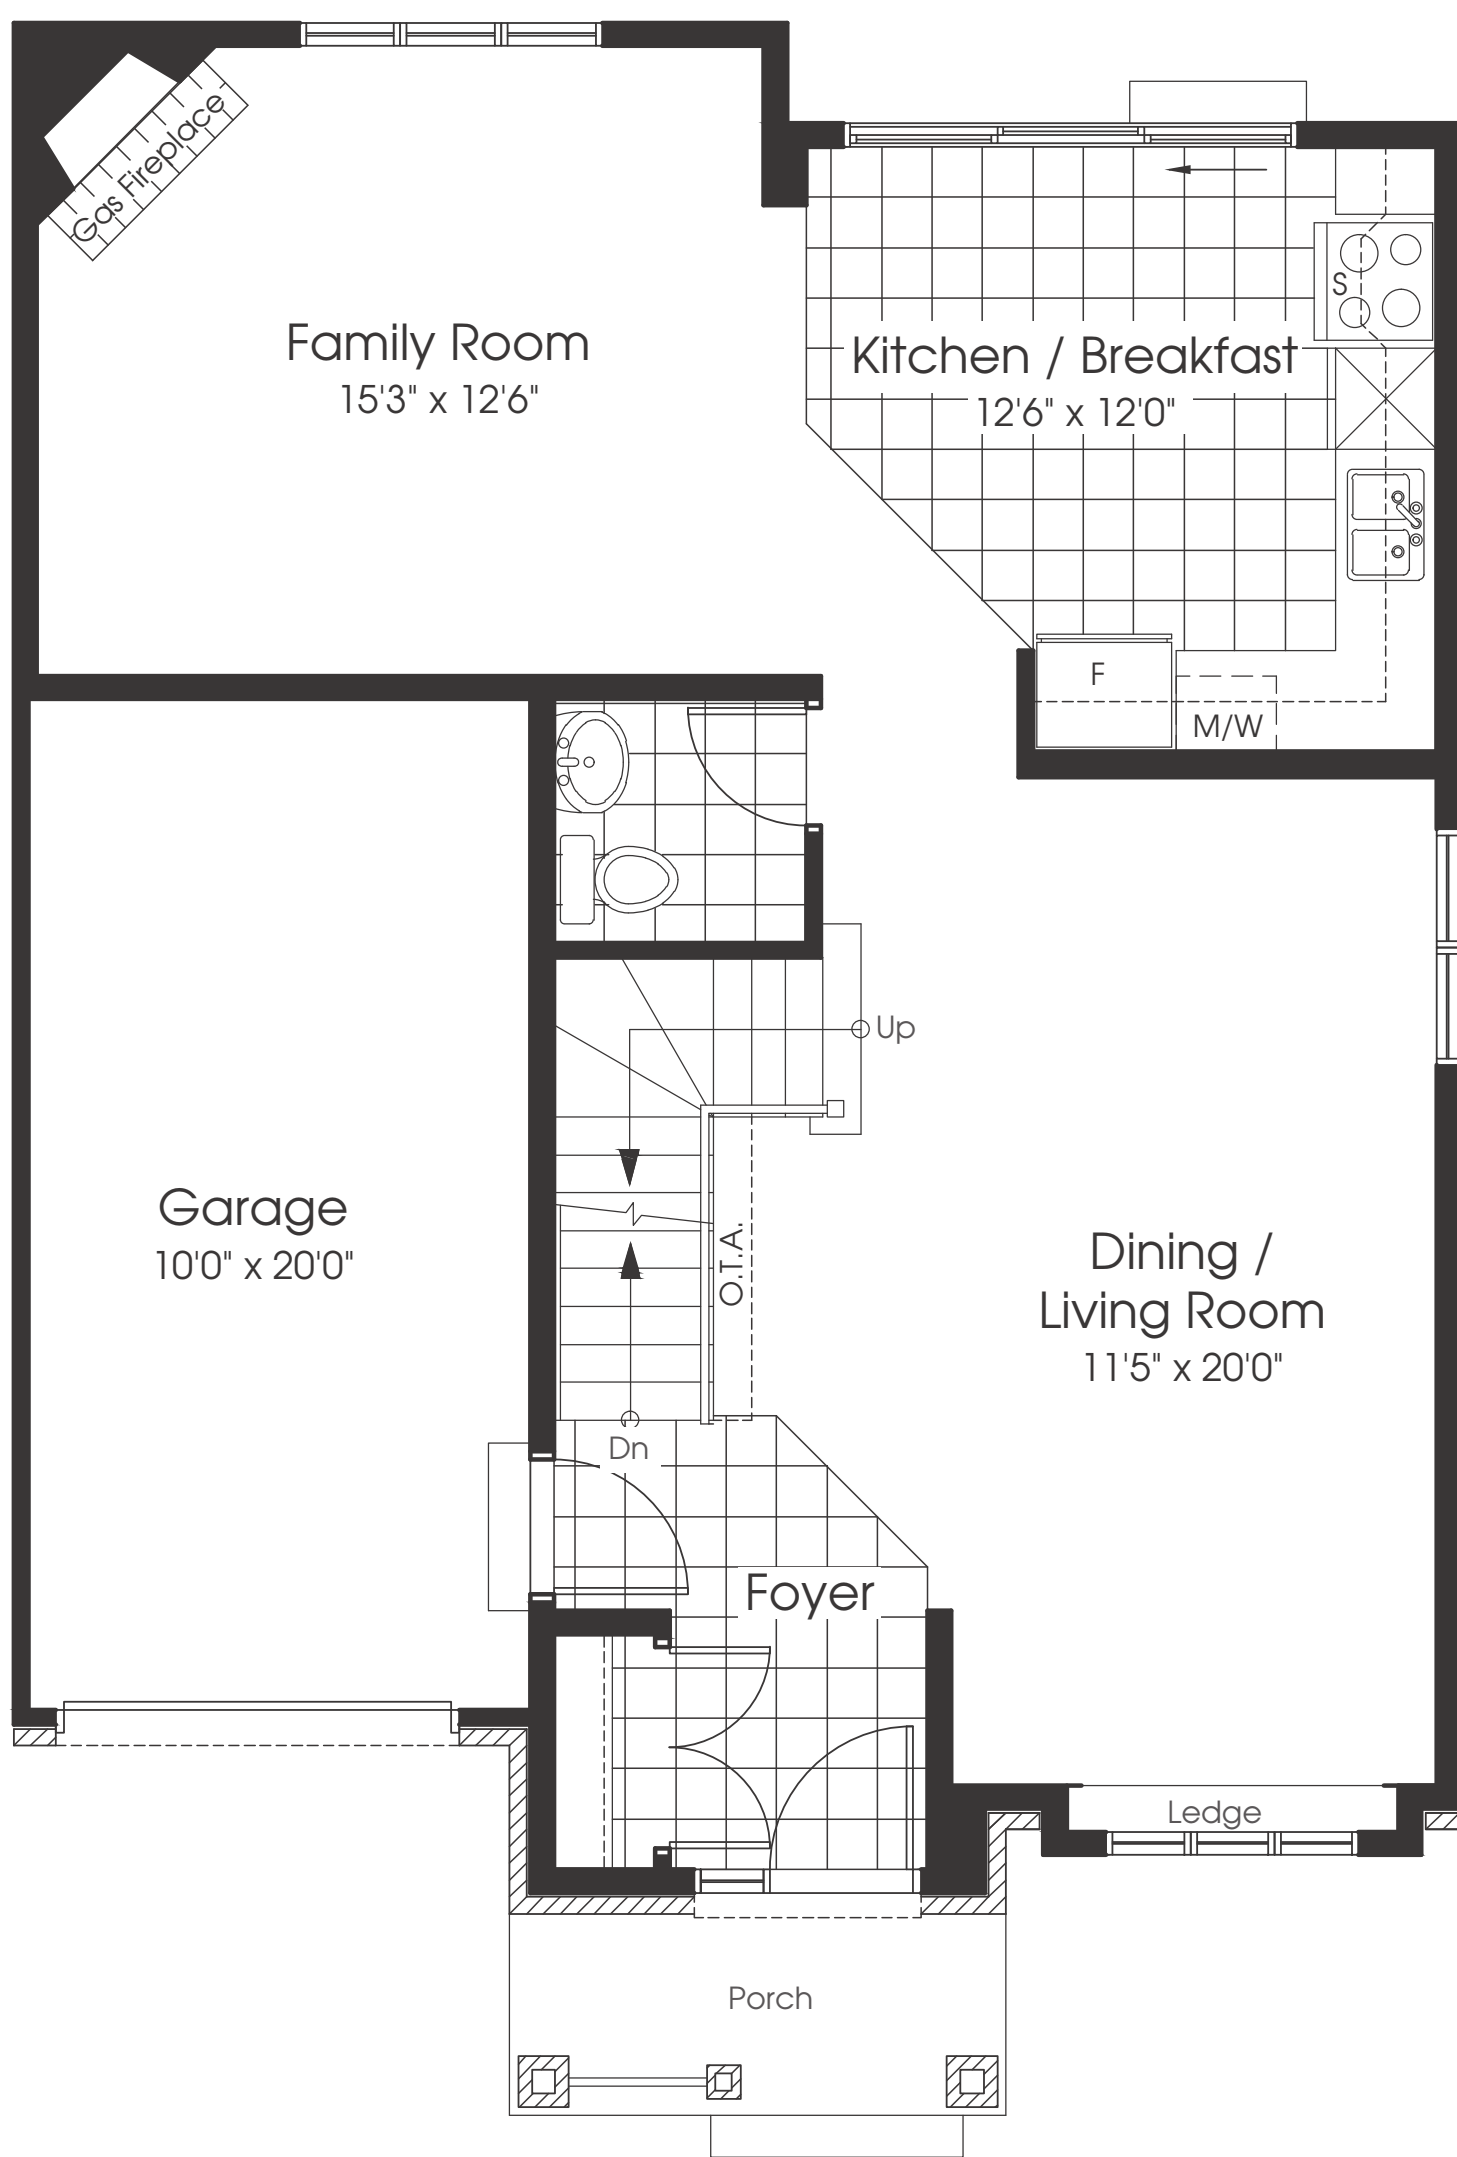 Gas Fireplace
Family Room
15'3" x 12'6"
Kitchen / Breakfast
12'6" x 12'0"
S
F
M/W
Up
Garage
10'0" x 20'0"
O.T.A.
Dining /
Living Room
11'5" x 20'0"
Dn
Foyer
Ledge
Porch